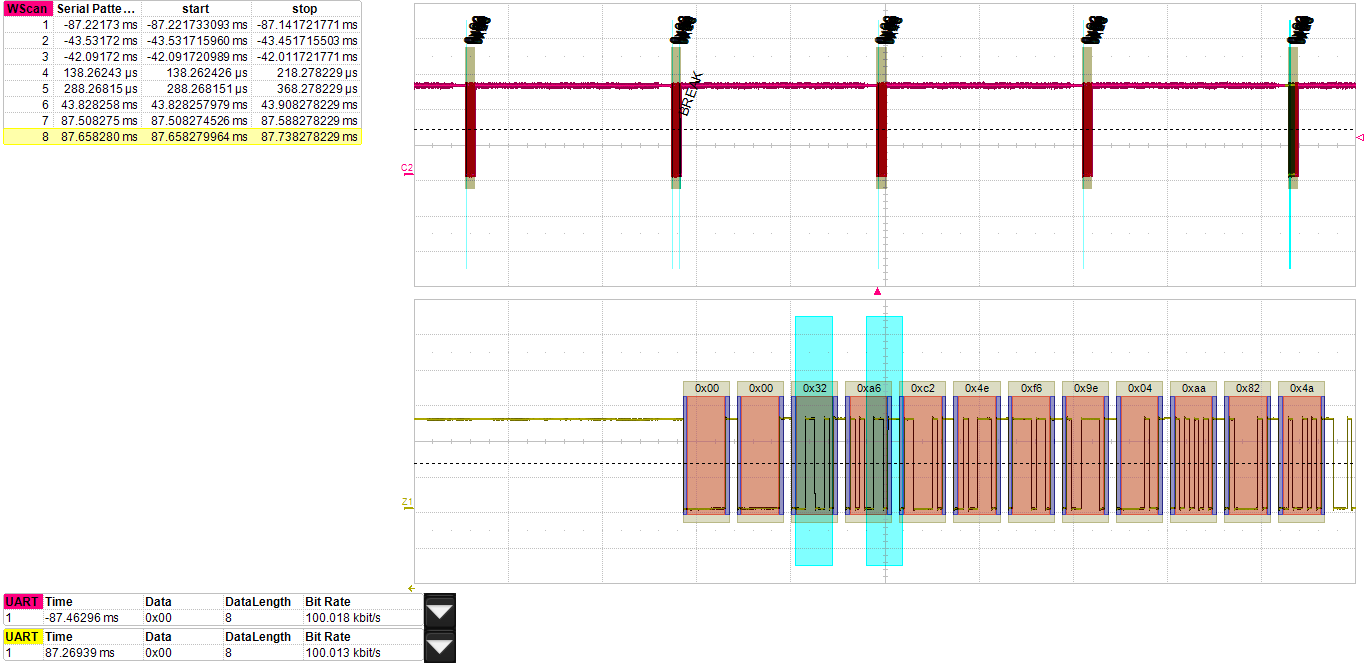 WScan Serial Patte... start stop
1 -87.22173 ms -87.221733093 ms -87.141721771 ms
2 -43.53172 ms -43.531715960 ms -43.451715503 ms
3 -42.09172 ms -42.091720989 ms -42.011721771 ms
4 138.26243 µs 138.262426 µs 218.278229 µs
5 288.26815 µs 288.268151 µs 368.278229 µs
6 43.828258 ms 43.828257979 ms 43.908278229 ms
7 87.508275 ms 87.508274526 ms 87.588278229 ms
8 87.658280 ms 87.658279964 ms 87.738278229 ms
BREAK
C2
0x00 0x00 0x32 0xa6 0xc2 0x4e 0xf6 0x9e 0x04 0xaa 0x82 0x4a
Z1
UART Time Data DataLength Bit Rate
1 -87.46296 ms 0x00 8 100.018 kbit/s
UART Time Data DataLength Bit Rate
1 87.26939 ms 0x00 8 100.013 kbit/s